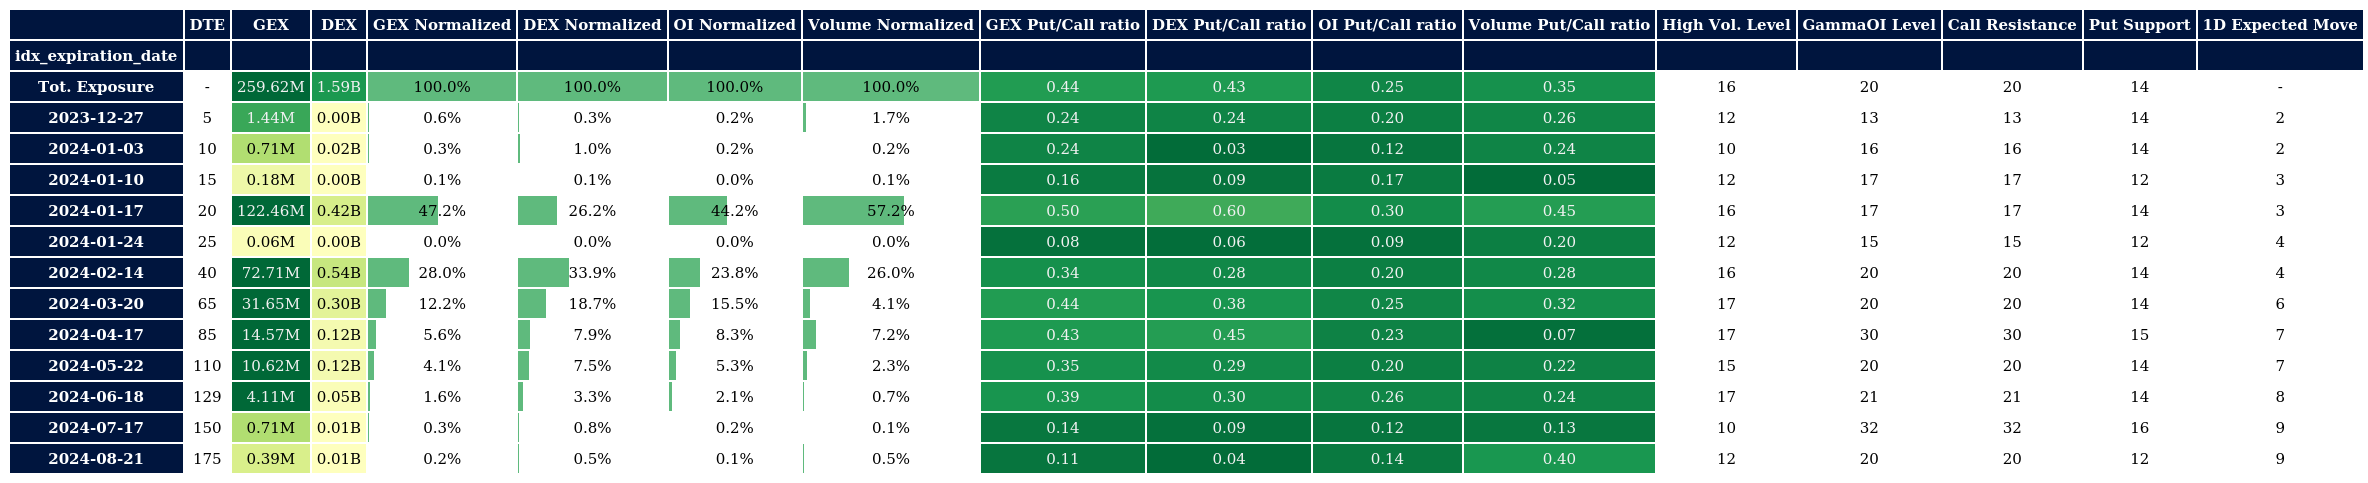 DTE GEX DEX GEX Normalized DEX Normalized OI Normalized Volume Normalized GEX Put/Call ratio DEX Put/Call ratio OI Put/Call ratio Volume Put/Call ratio High Vol. Level GammaOI Level Call Resistance Put Support 1D Expected Move
idx_expiration_date
Tot. Exposure - 259.62M 1.59B 100.0% 100.0% 100.0% 100.0% 0.44 0.43 0.25 0.35 16 20 20 14 -
2023-12-27 5 1.44M 0.00B 0.6% 0.3% 0.2% 1.7% 0.24 0.24 0.20 0.26 12 13 13 14 2
2024-01-03 10 0.71M 0.02B 0.3% 1.0% 0.2% 0.2% 0.24 0.03 0.12 0.24 10 16 16 14 2
2024-01-10 15 0.18M 0.00B 0.1% 0.1% 0.0% 0.1% 0.16 0.09 0.17 0.05 12 17 17 12 3
2024-01-17 20 122.46M 0.42B 47.2% 26.2% 44.2% 57.2% 0.50 0.60 0.30 0.45 16 17 17 14 3
2024-01-24 25 0.06M 0.00B 0.0% 0.0% 0.0% 0.0% 0.08 0.06 0.09 0.20 12 15 15 12 4
2024-02-14 40 72.71M 0.54B 28.0% 33.9% 23.8% 26.0% 0.34 0.28 0.20 0.28 16 20 20 14 4
2024-03-20 65 31.65M 0.30B 12.2% 18.7% 15.5% 4.1% 0.44 0.38 0.25 0.32 17 20 20 14 6
2024-04-17 85 14.57M 0.12B 5.6% 7.9% 8.3% 7.2% 0.43 0.45 0.23 0.07 17 30 30 15 7
2024-05-22 110 10.62M 0.12B 4.1% 7.5% 5.3% 2.3% 0.35 0.29 0.20 0.22 15 20 20 14 7
2024-06-18 129 4.11M 0.05B 1.6% 3.3% 2.1% 0.7% 0.39 0.30 0.26 0.24 17 21 21 14 8
2024-07-17 150 0.71M 0.01B 0.3% 0.8% 0.2% 0.1% 0.14 0.09 0.12 0.13 10 32 32 16 9
2024-08-21 175 0.39M 0.01B 0.2% 0.5% 0.1% 0.5% 0.11 0.04 0.14 0.40 12 20 20 12 9